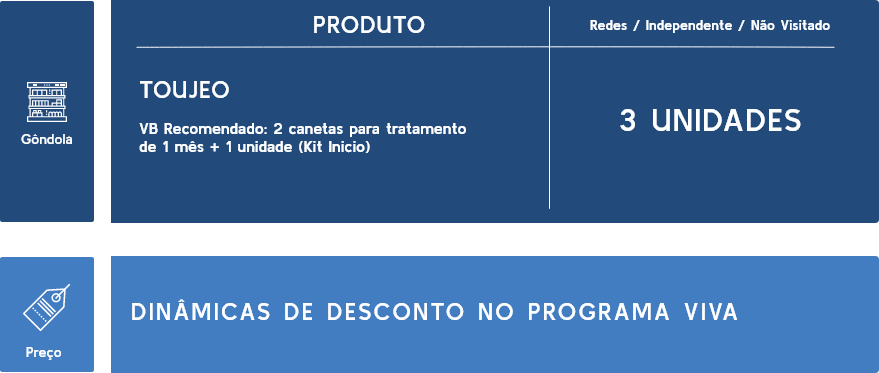 PRODUTO
Redes / Independente / Não Visitado
Gôndola
TOUJEO
VB Recomendado: 2 canetas para tratamento
de 1 mês + 1 unidade (Kit Inicio)
3 UNIDADES
Preço
DINÂMICAS DE DESCONTO NO PROGRAMA VIVA